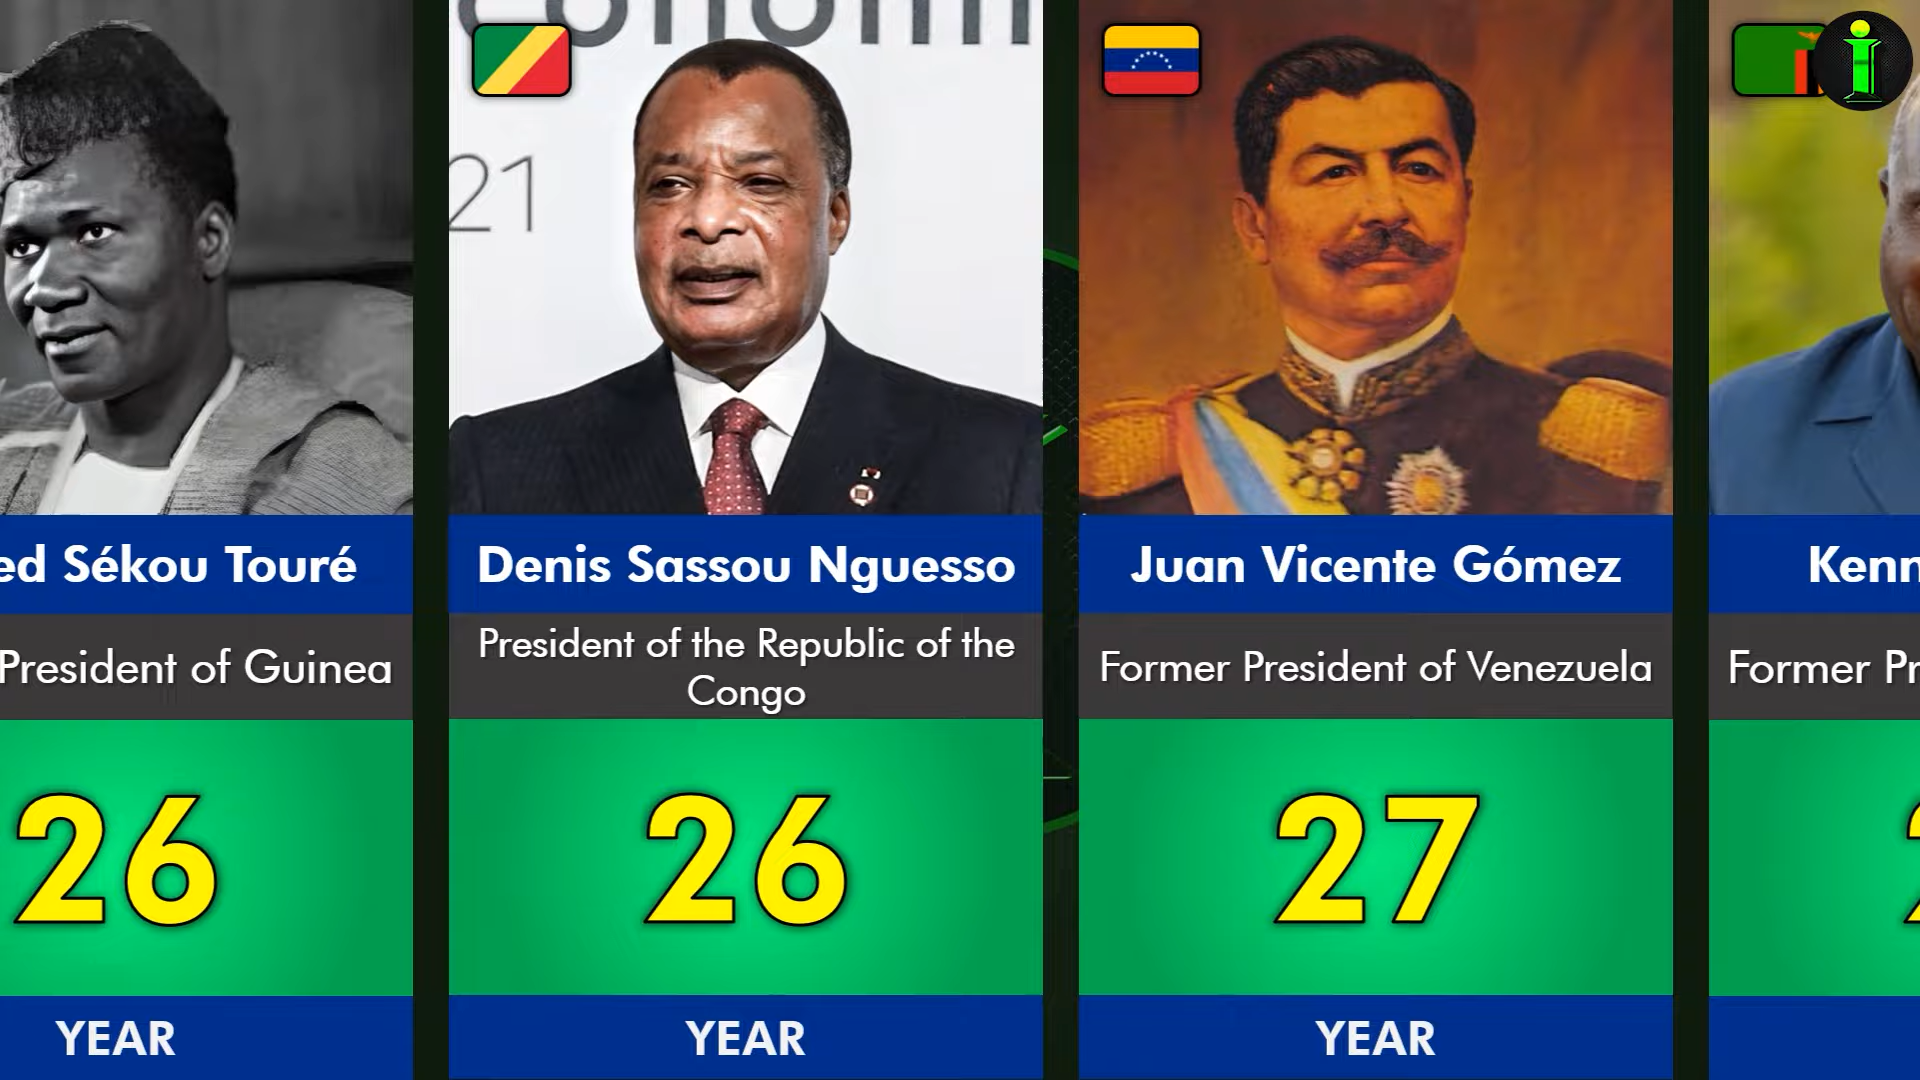 21
ed Sékou Touré
President of Guinea
26
YEAR
Denis Sassou Nguesso
President of the Republic of the
Congo
26
YEAR
Juan Vicente Gómez
Former President of Venezuela
27
YEAR
Kenn
Former Pr